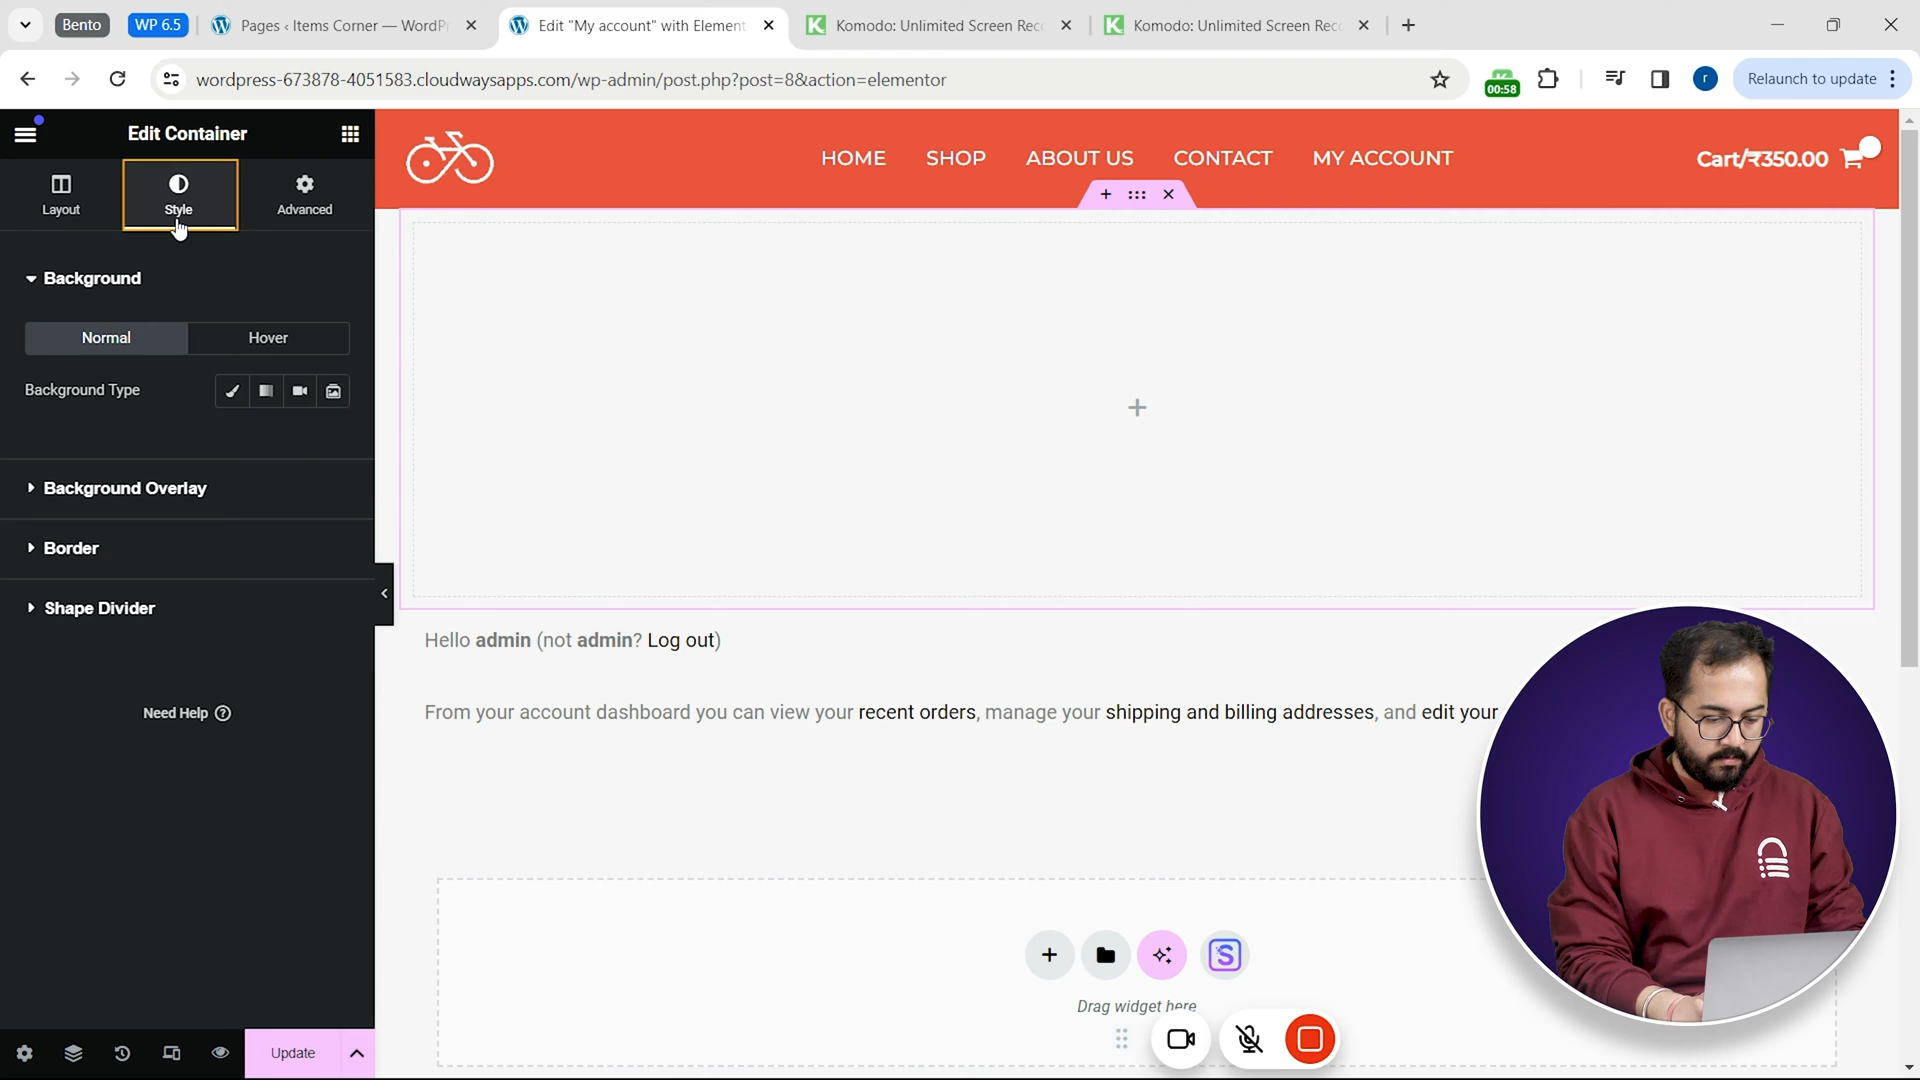 Bento
WP 6.5
Pages ‹ Items Corner — WordPr
Edit "My account" with Element
Komodo: Unlimited Screen Rec
Komodo: Unlimited Screen Rec
wordpress-673878-4051583.cloudwaysapps.com/wp-admin/post.php?post=8&action=elementor
00:58
r
Relaunch to update
Edit Container
Layout
Style
Advanced
Background
Normal
Hover
Background Type
Background Overlay
Border
Shape Divider
Need Help
Update
HOME
SHOP
ABOUT US
CONTACT
MY ACCOUNT
Cart/₹350.00
Hello admin (not admin? Log out)
From your account dashboard you can view your recent orders, manage your shipping and billing addresses, and edit your
Drag widget here